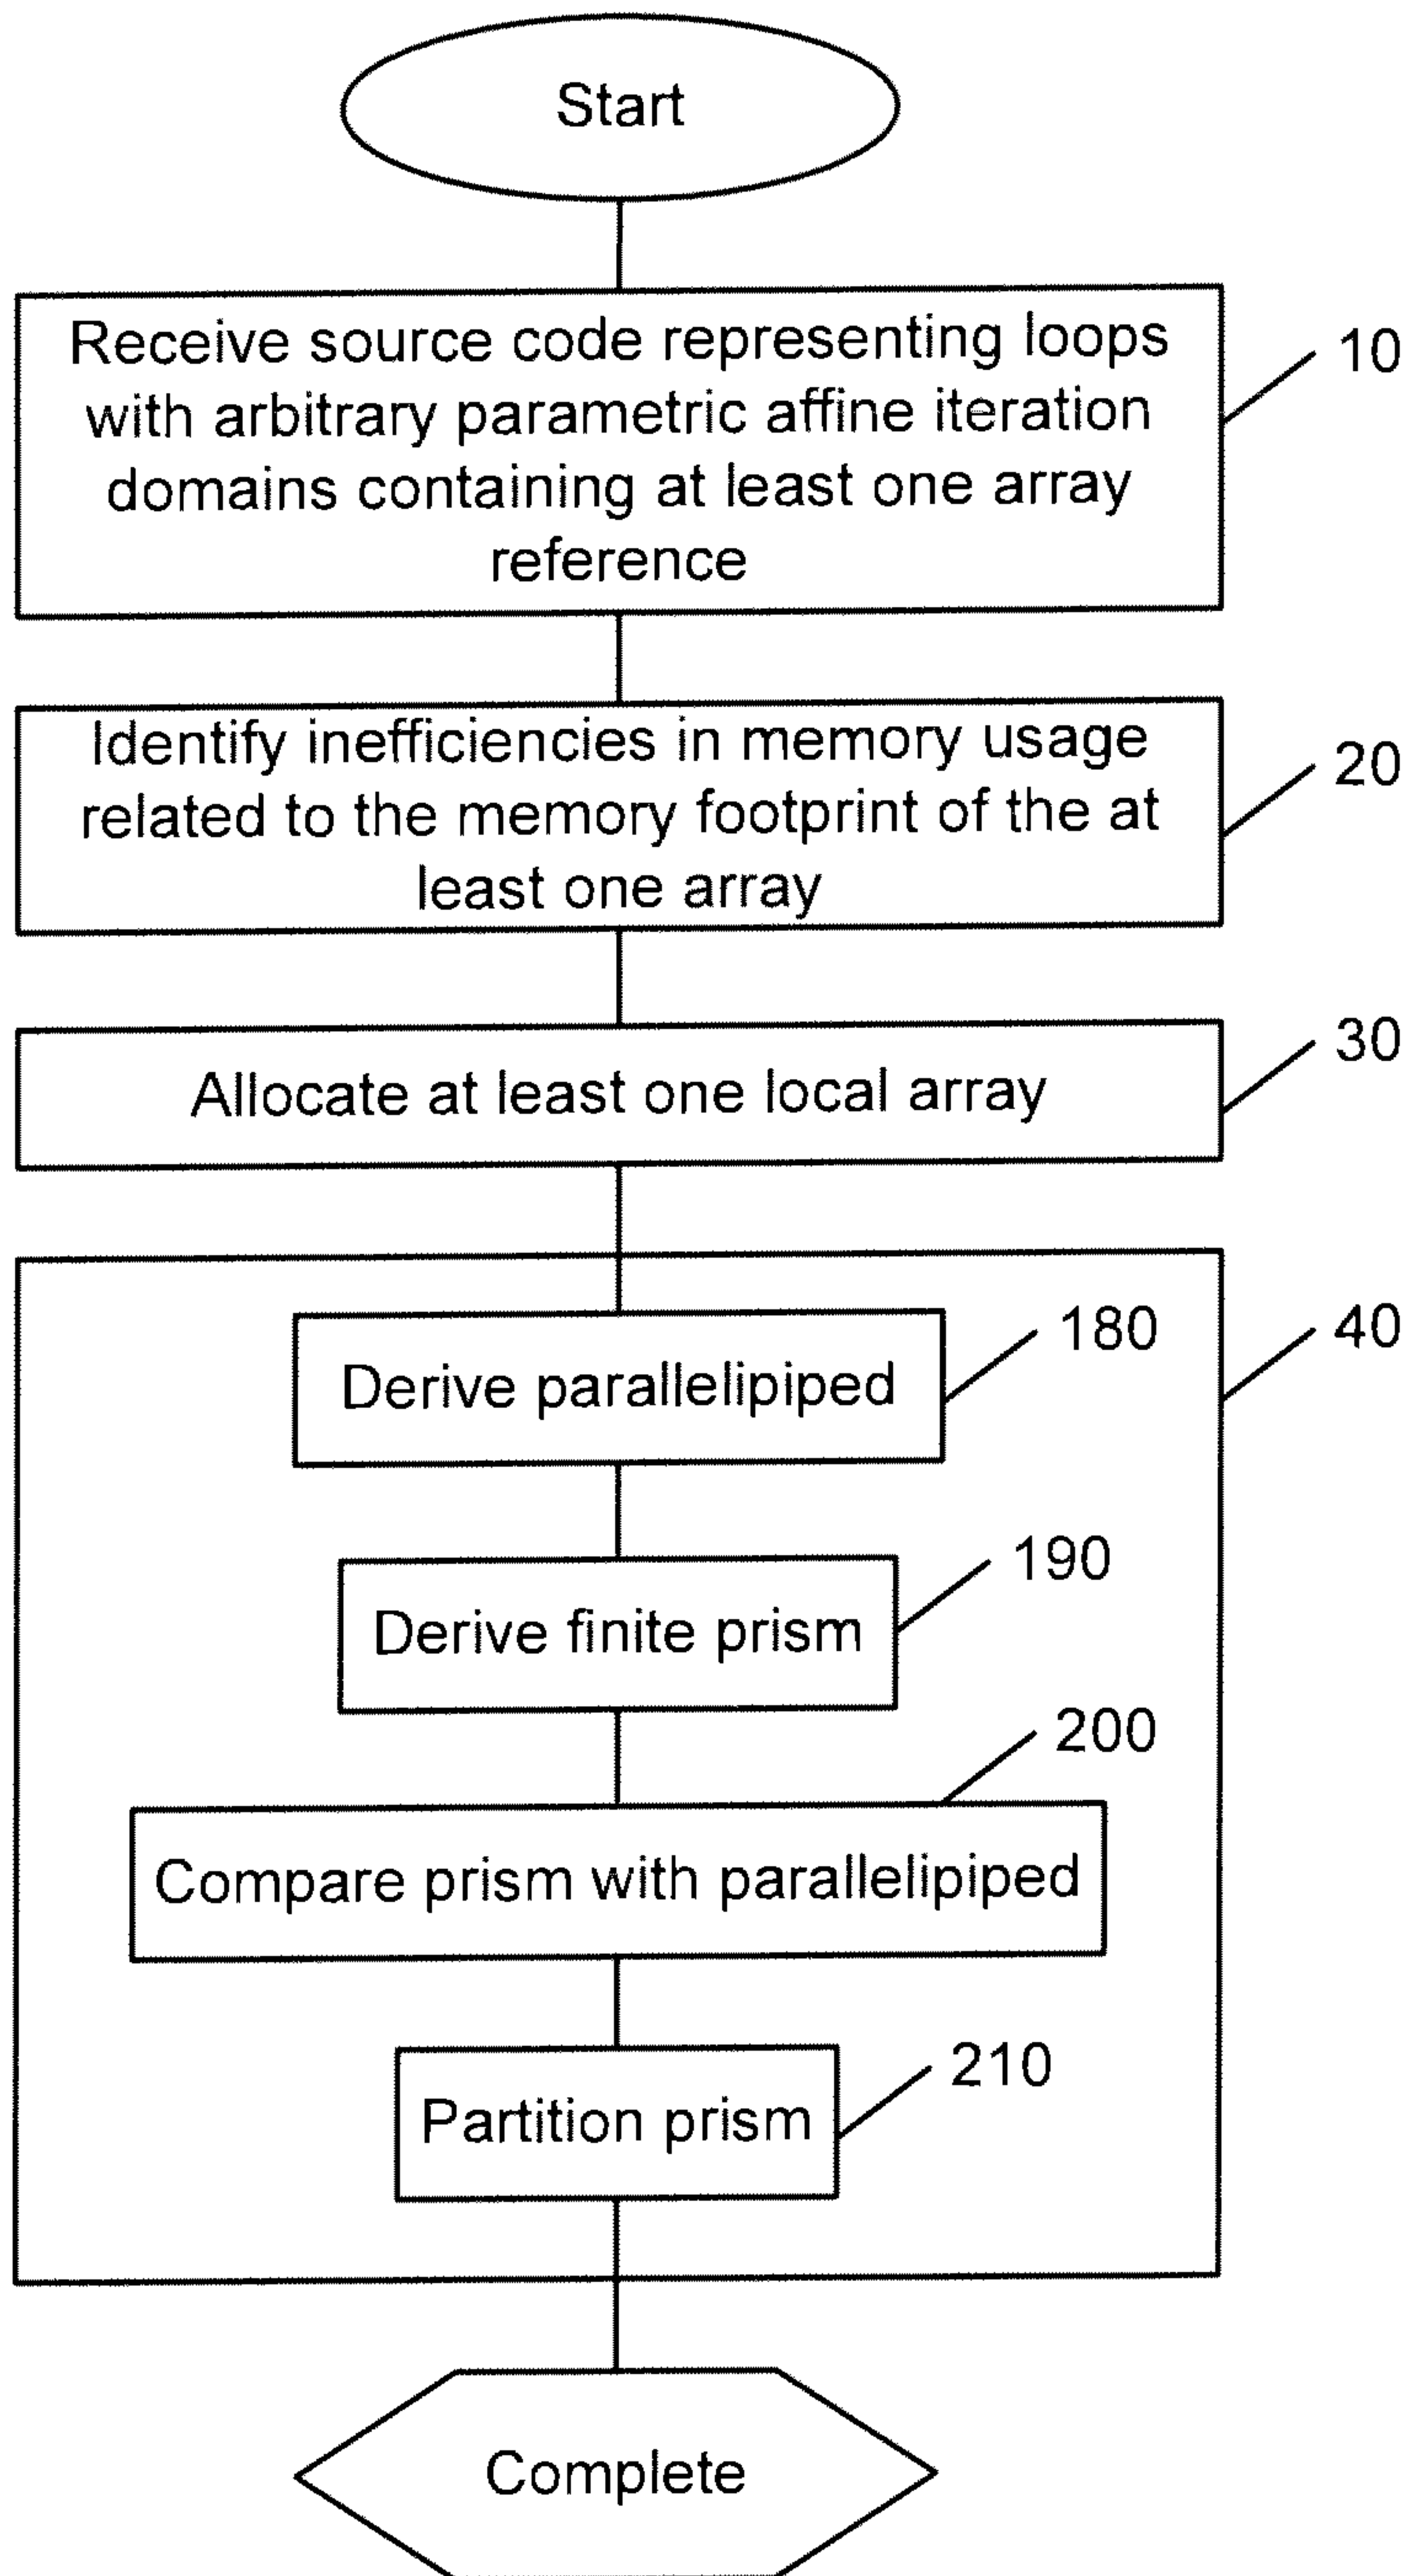 Start
Receive source code representing loops
with arbitrary parametric affine iteration
domains containing at least one array
reference
10
Identify inefficiencies in memory usage
related to the memory footprint of the at
least one array
20
Allocate at least one local array
30
40
Derive parallelipiped
180
Derive finite prism
190
200
Compare prism with parallelipiped
Partition prism
210
Complete